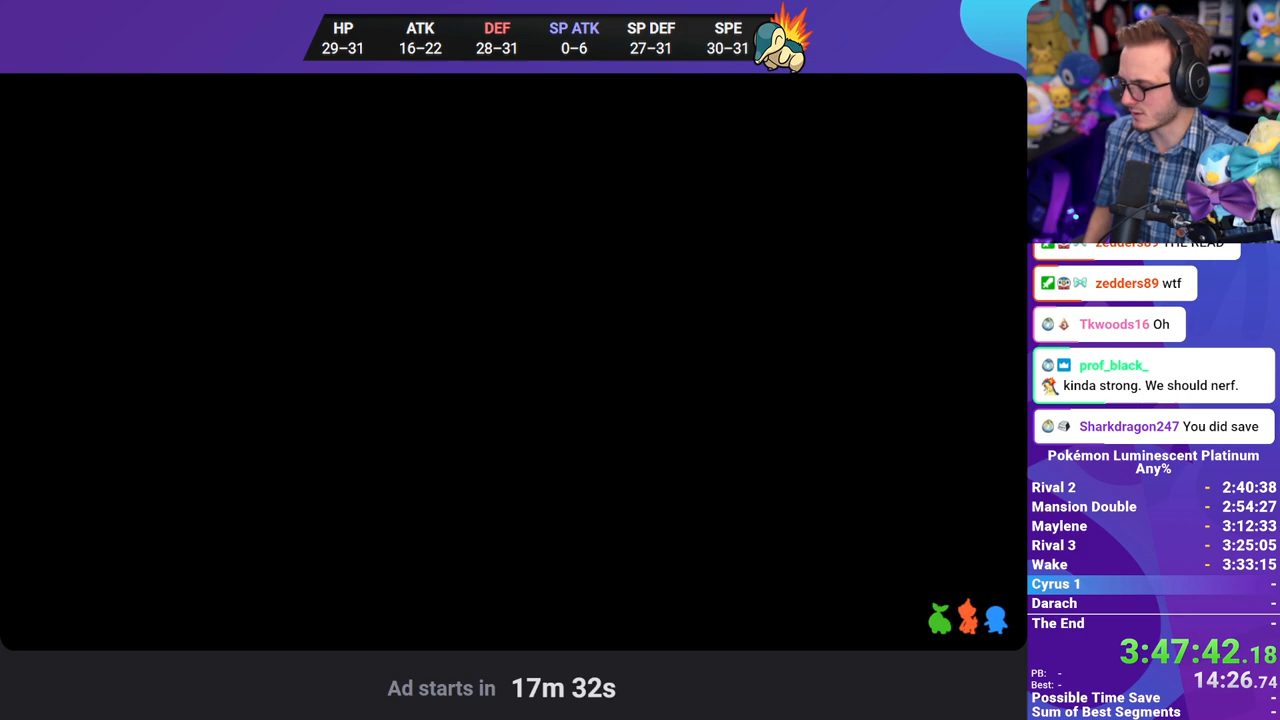 HP ATK DEF SP ATK SP DEF SPE
29–31 16–22 28–31 0–6 27–31 30–31
zedders89 THE READ
zedders89 wtf
Tkwoods16 Oh
prof_black_
kinda strong. We should nerf.
Sharkdragon247 You did save
Pokémon Luminescent Platinum
Any%
Rival 2 - 2:40:38
Mansion Double - 2:54:27
Maylene - 3:12:33
Rival 3 - 3:25:05
Wake - 3:33:15
Cyrus 1 -
Darach -
The End -
3:47:42.18
PB: -
Best: - 14:26.74
Possible Time Save -
Sum of Best Segments -
Ad starts in 17m 32s